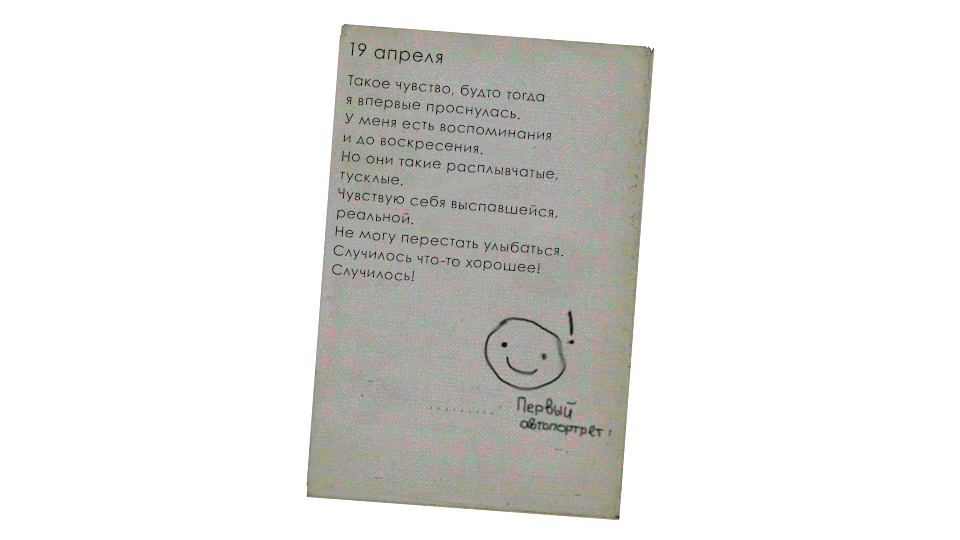 19 апреля
Такое чувство, будто тогда
я впервые проснулась.
У меня есть воспоминания
и до воскресения.
Но они такие расплывчатые,
тусклые.
Чувствую себя выспавшейся,
реальной.
Не могу перестать улыбаться.
Случилось что-то хорошее!
Случилось!
!
Первый
автопортрет